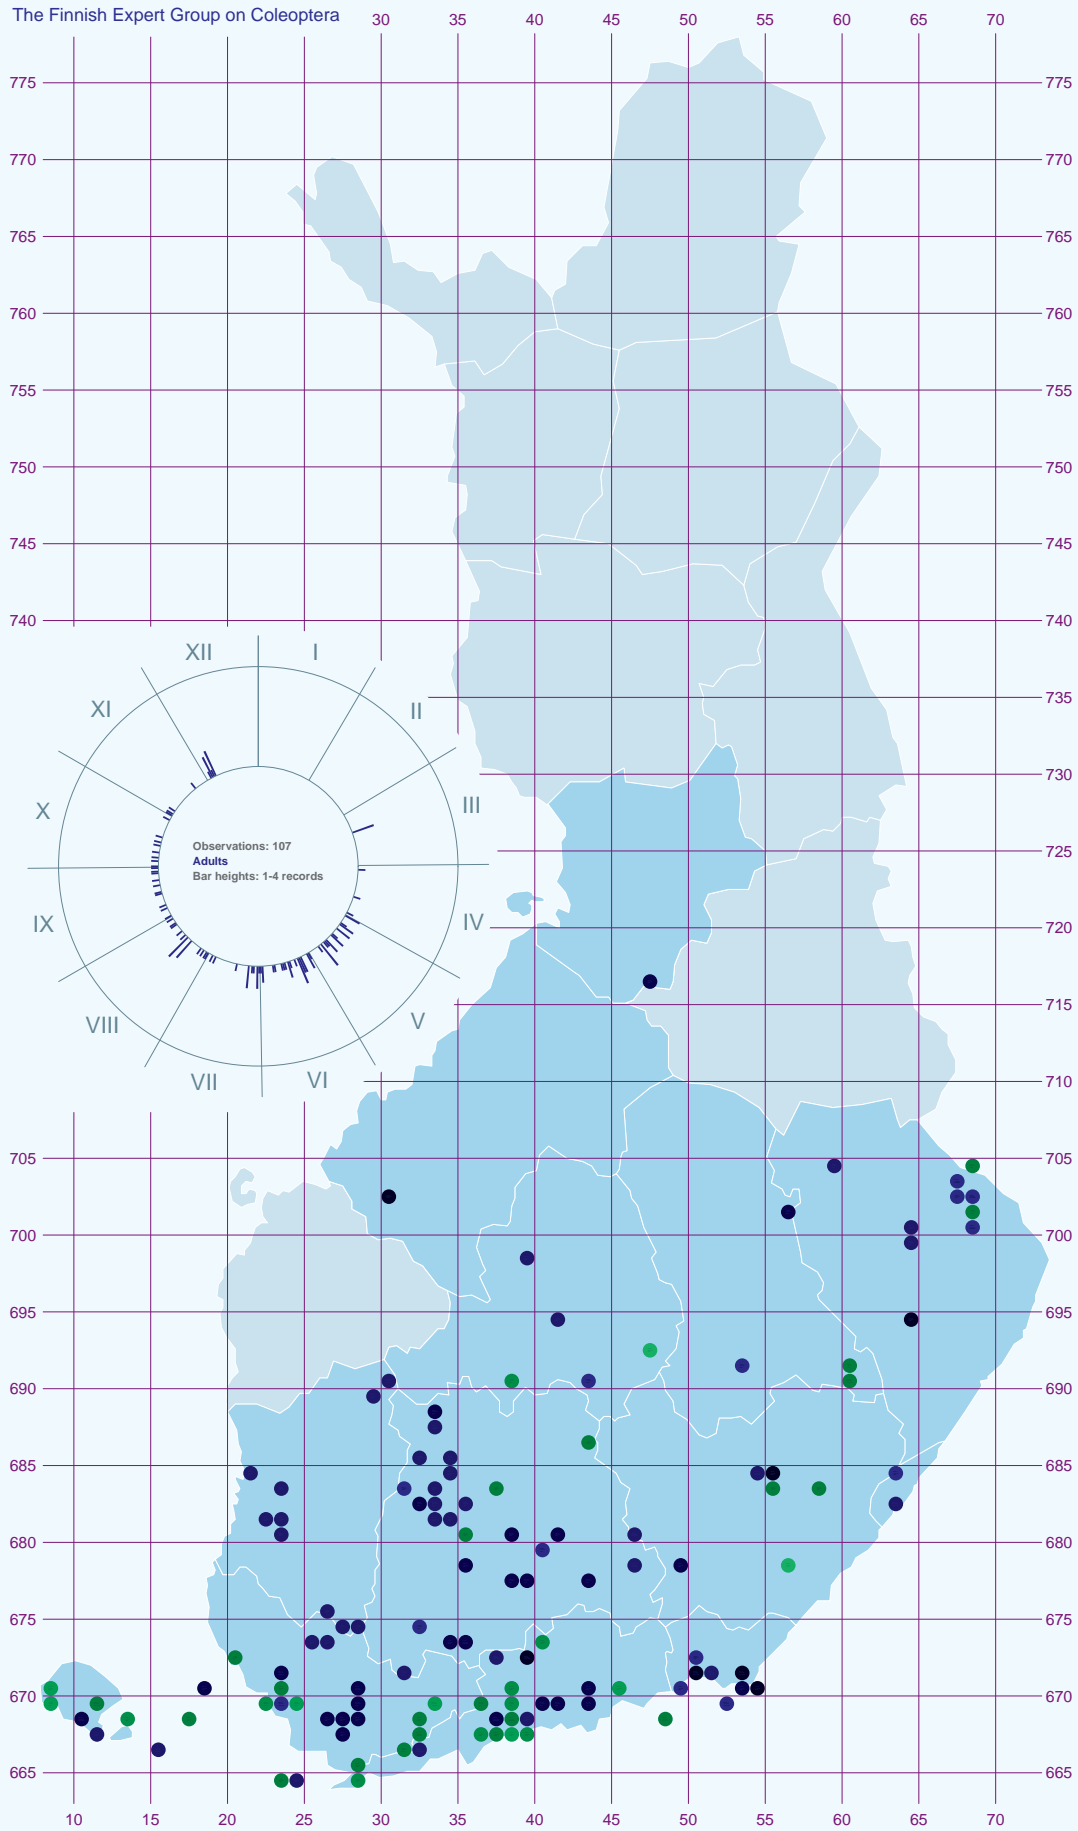 The Finnish Expert Group on Coleoptera
30 40 45 50 55 60 70
775 775
770 770
765 765
760 760
755 755
750 750
745 745
740 740
XII I
XI II
735
730
X III
Observations: 107
Adults
Bar heights: 1-4 records
725
IX IV
720
VIII V
715
VII VI
710
705 705
700 700
695 695
690 690
685 685
680 680
675 675
670 670
665 665
10 15 20 25 30 35 40 45 50 55 60 65 70